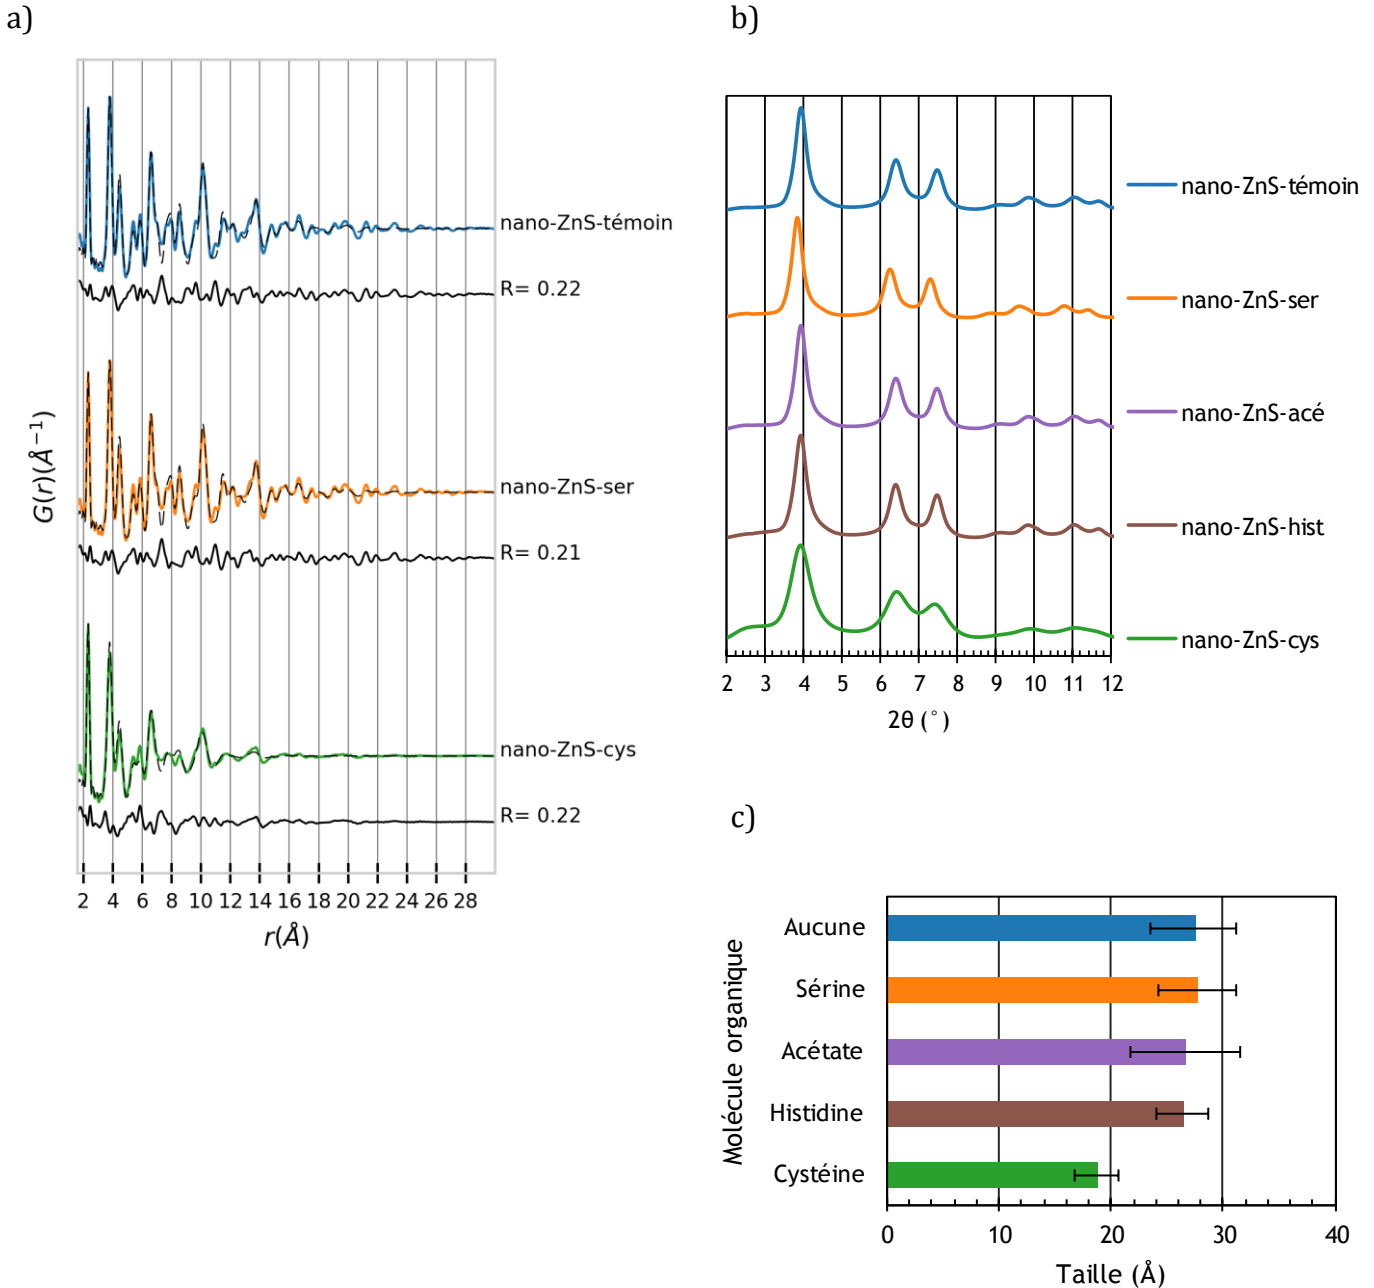 a)
nano-ZnS-témoin
R= 0.22
nano-ZnS-ser
R= 0.21
nano-ZnS-cys
R= 0.22
G(r)(Å⁻¹)
2 4 6 8 10 12 14 16 18 20 22 24 26 28
r(Å)
b)
nano-ZnS-témoin
nano-ZnS-ser
nano-ZnS-acé
nano-ZnS-hist
nano-ZnS-cys
2 3 4 5 6 7 8 9 10 11 12
2θ (°)
c)
Molécule organique
Aucune
Sérine
Acétate
Histidine
Cystéine
0 10 20 30 40
Taille (Å)